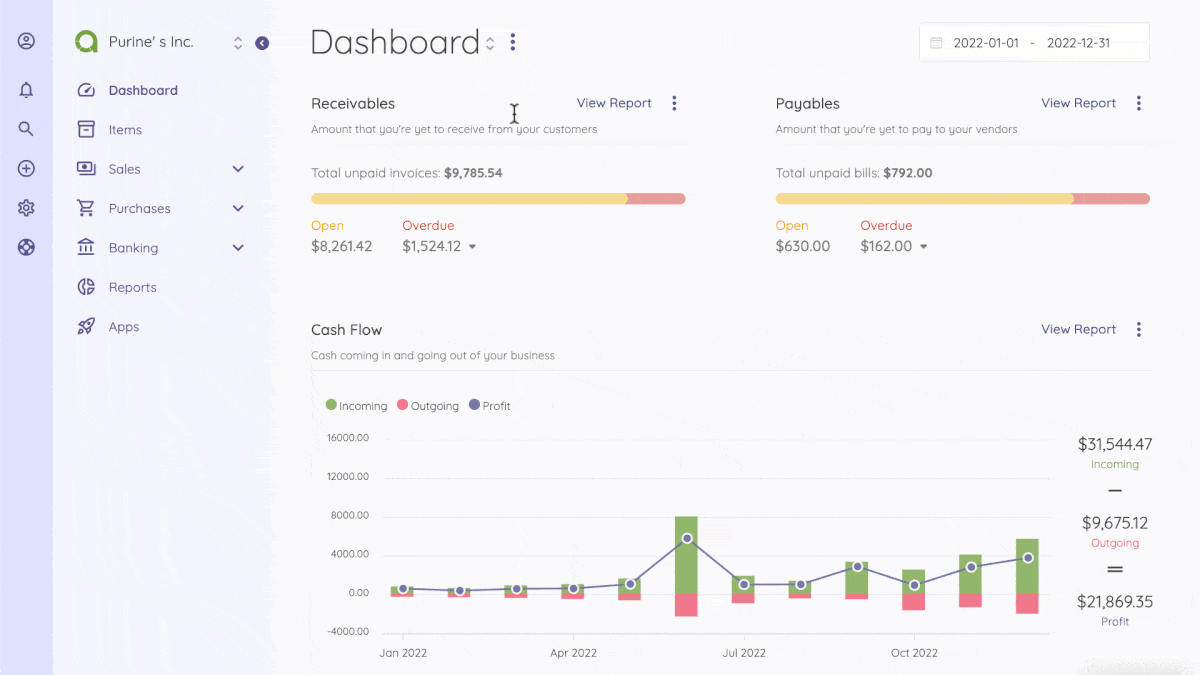 Purine' s Inc.
Dashboard
Items
Sales
Purchases
Banking
Reports
Apps
Dashboard
2022-01-01 - 2022-12-31
Receivables
View Report
Amount that you're yet to receive from your customers
Total unpaid invoices: $9,785.54
Open
Overdue
$8,261.42
$1,524.12
Payables
View Report
Amount that you're yet to pay to your vendors
Total unpaid bills: $792.00
Open
Overdue
$630.00
$162.00
Cash Flow
View Report
Cash coming in and going out of your business
Incoming Outgoing Profit
16000.00
12000.00
8000.00
4000.00
0.00
-4000.00
Jan 2022 Apr 2022 Jul 2022 Oct 2022
$31,544.47
Incoming
$9,675.12
Outgoing
$21,869.35
Profit